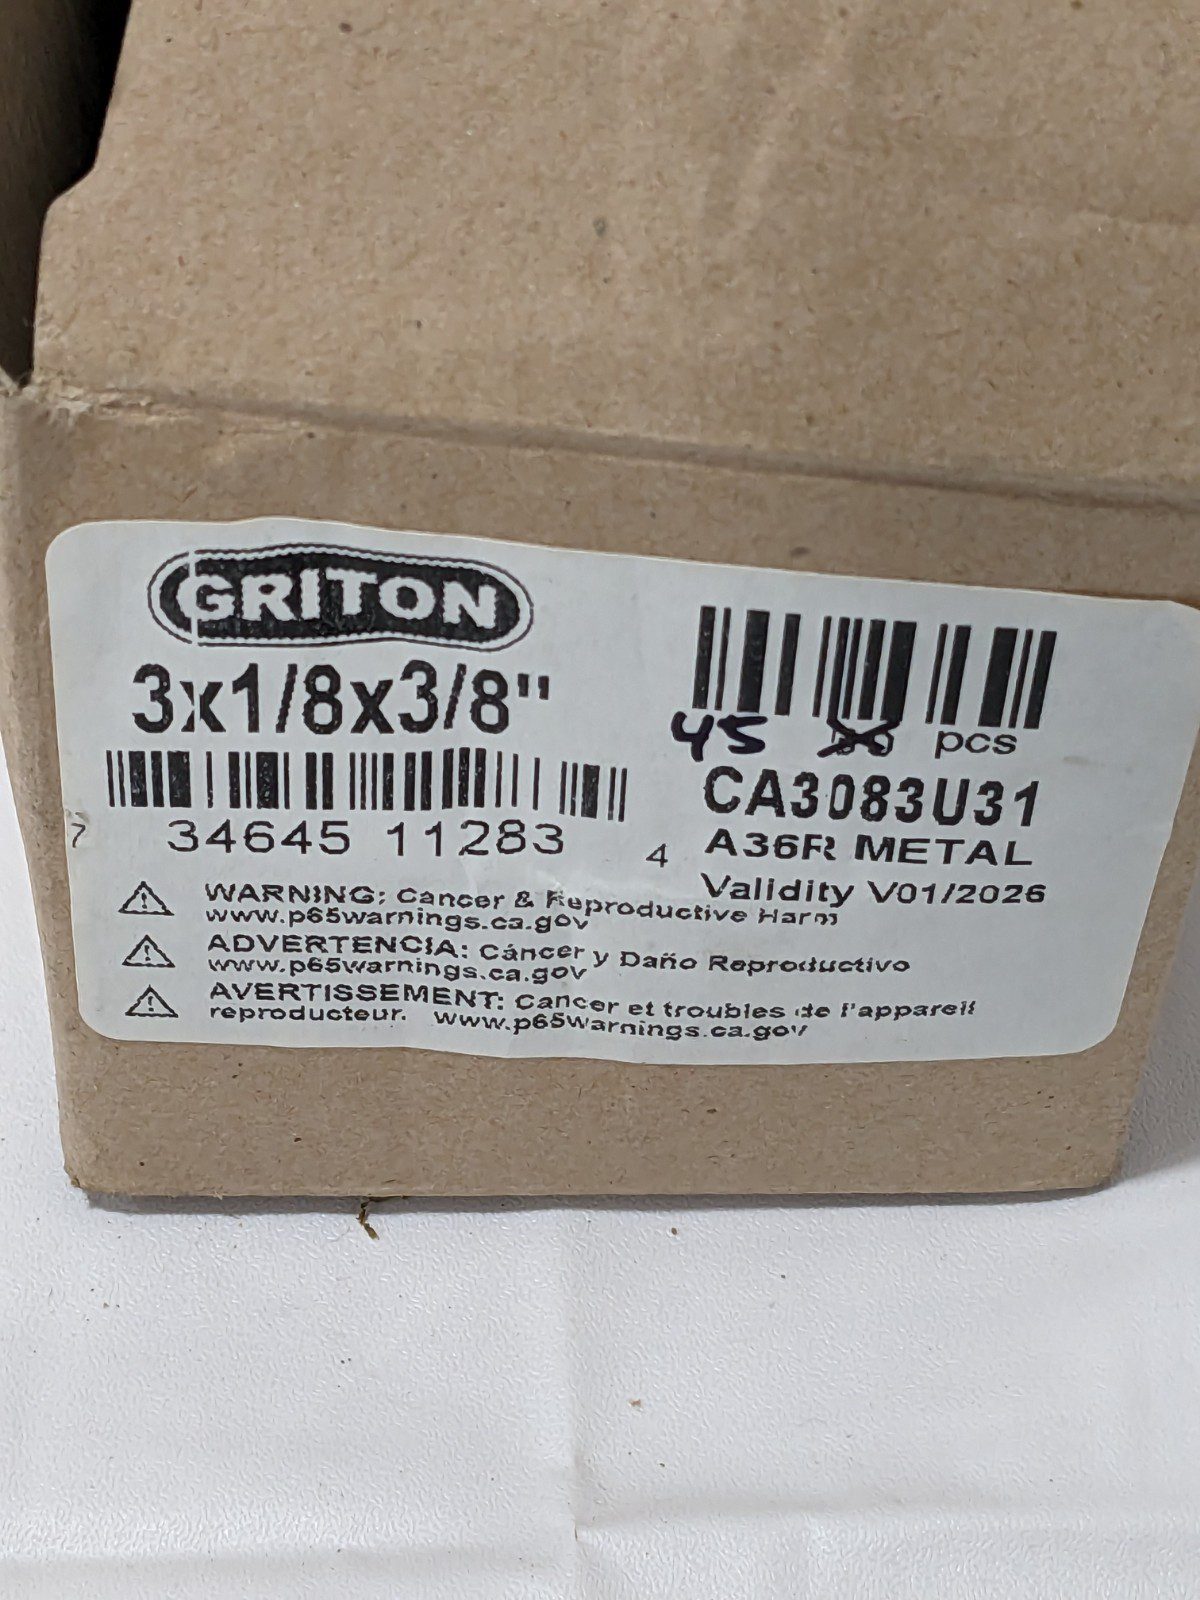 GRITON
3x1/8x3/8"
7 34645 11283 4
45 pcs
CA3083U31
A36R METAL
Validity V01/2026
WARNING: Cancer & Reproductive Harm
www.p65warnings.ca.gov
ADVERTENCIA: Cáncer y Daño Reproductivo
www.p65warnings.ca.gov
AVERTISSEMENT: Cancer et troubles de l'appareil
reproducteur. www.p65warnings.ca.gov